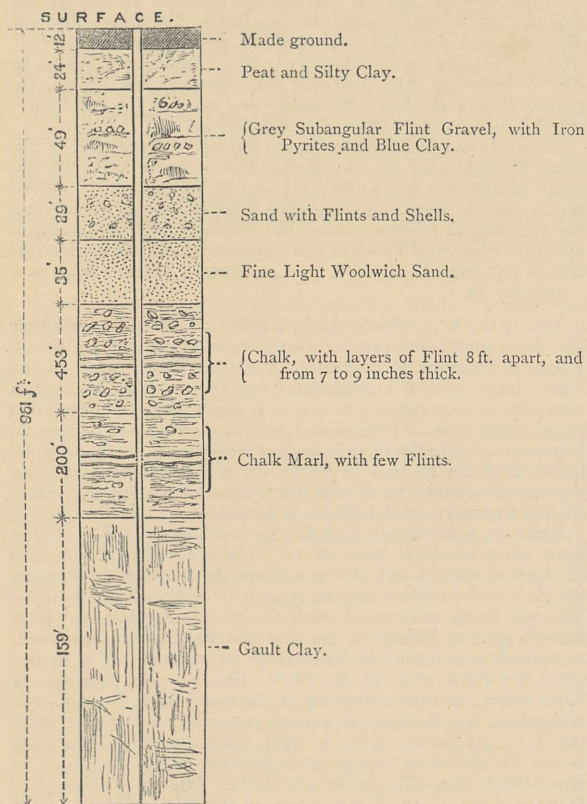 SURFACE.
12'
Made ground.
24'
Peat and Silty Clay.
49'
Grey Subangular Flint Gravel, with Iron
Pyrites and Blue Clay.
29'
Sand with Flints and Shells.
35'
Fine Light Woolwich Sand.
453'
Chalk, with layers of Flint 8 ft. apart, and
from 7 to 9 inches thick.
961 f:
200'
Chalk Marl, with few Flints.
159'
Gault Clay.